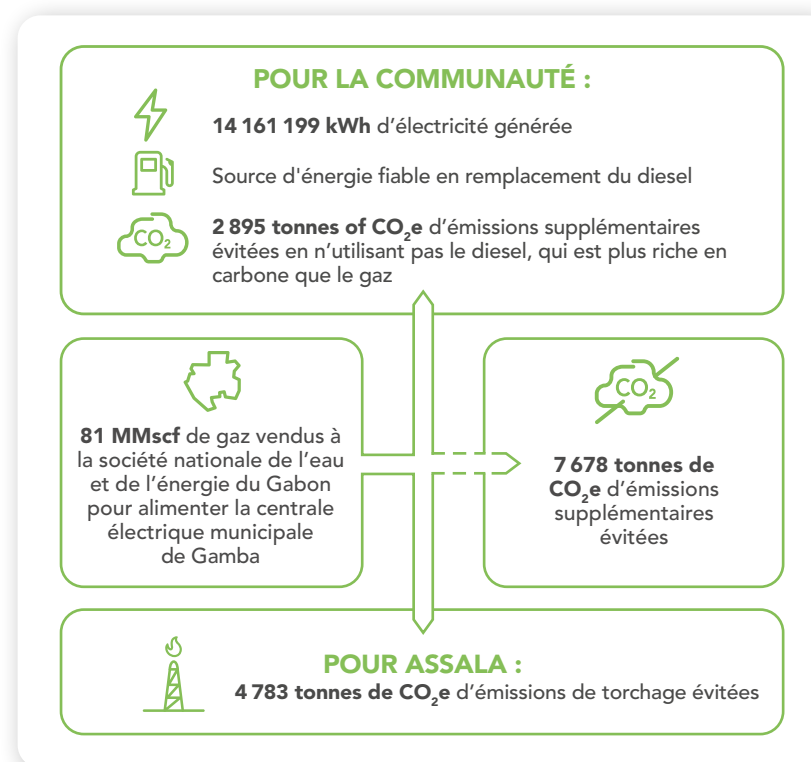 POUR LA COMMUNAUTÉ :
14 161 199 kWh d’électricité générée
Source d'énergie fiable en remplacement du diesel
CO₂
2 895 tonnes of CO₂e d’émissions supplémentaires
évitées en n’utilisant pas le diesel, qui est plus riche en
carbone que le gaz
81 MMscf de gaz vendus à
la société nationale de l’eau
et de l’énergie du Gabon
pour alimenter la centrale
électrique municipale
de Gamba
CO₂
7 678 tonnes de
CO₂e d’émissions
supplémentaires
évitées
POUR ASSALA :
4 783 tonnes de CO₂e d’émissions de torchage évitées